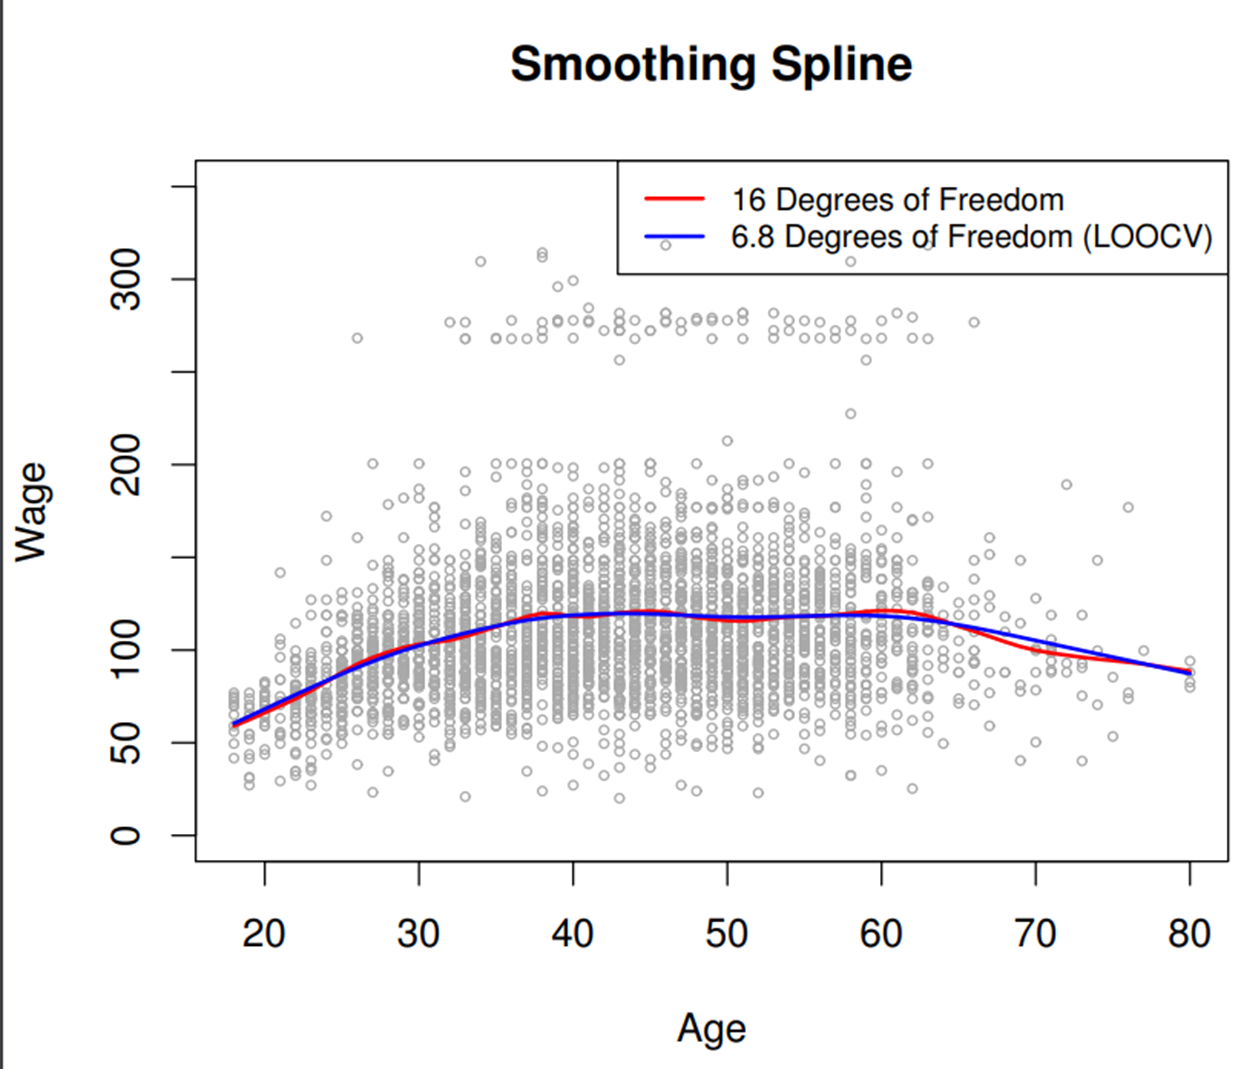 Smoothing Spline
16 Degrees of Freedom
6.8 Degrees of Freedom (LOOCV)
300
200
100
50
0
Wage
20 30 40 50 60 70 80
Age